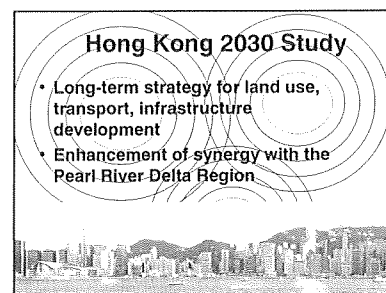 Hong Kong 2030 Study
• Long-term strategy for land use,
transport, infrastructure
development
• Enhancement of synergy with the
Pearl River Delta Region